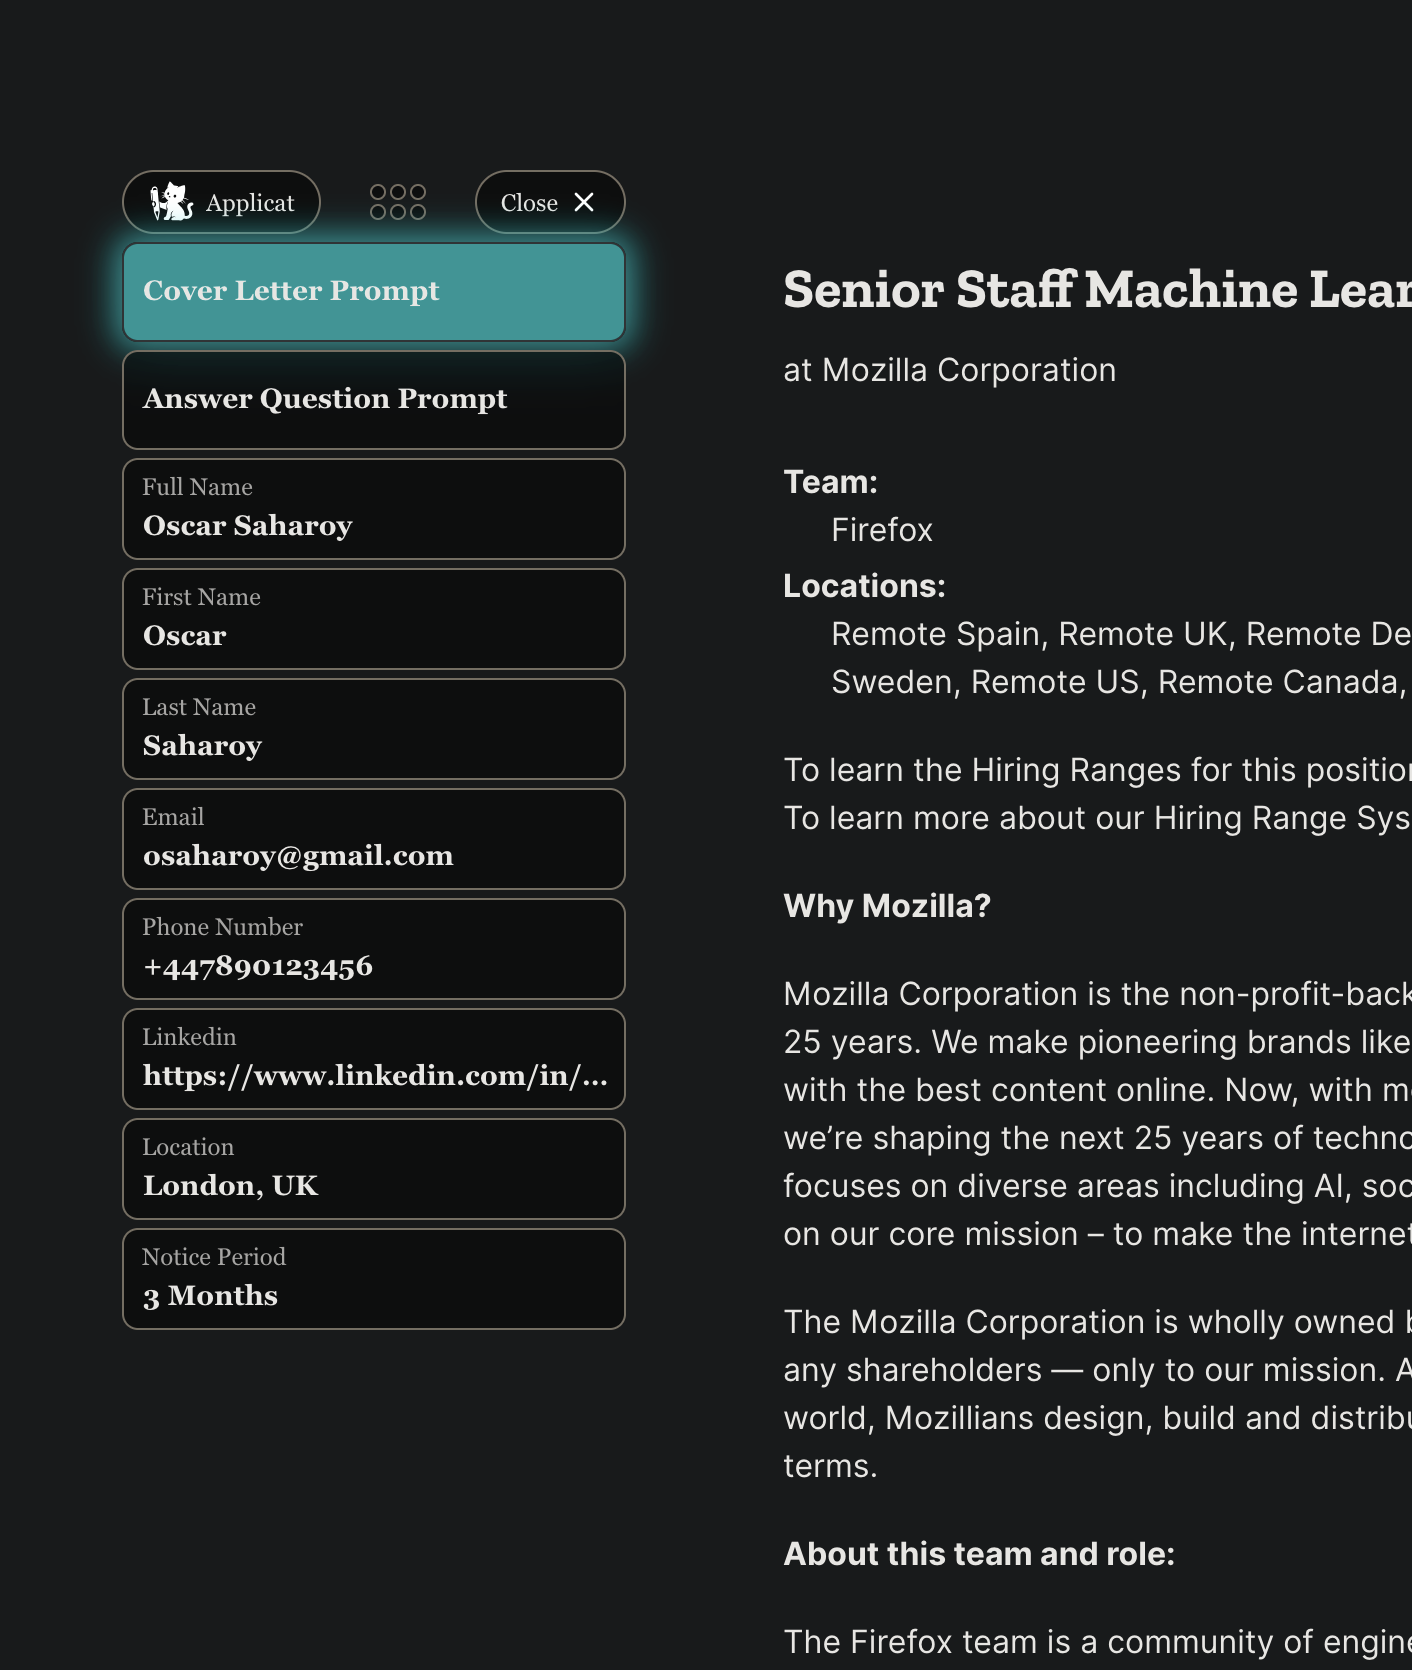 Applicat
Close
Cover Letter Prompt
Answer Question Prompt
Full Name
Oscar Saharoy
First Name
Oscar
Last Name
Saharoy
Email
osaharoy@gmail.com
Phone Number
+447890123456
Linkedin
https://www.linkedin.com/in/...
Location
London, UK
Notice Period
3 Months
Senior Staff Machine Lear
at Mozilla Corporation
Team:
Firefox
Locations:
Remote Spain, Remote UK, Remote De
Sweden, Remote US, Remote Canada,
To learn the Hiring Ranges for this position
To learn more about our Hiring Range Sys
Why Mozilla?
Mozilla Corporation is the non-profit-back
25 years. We make pioneering brands like
with the best content online. Now, with m
we’re shaping the next 25 years of techno
focuses on diverse areas including AI, soc
on our core mission – to make the internet
The Mozilla Corporation is wholly owned b
any shareholders — only to our mission. A
world, Mozillians design, build and distribu
terms.
About this team and role:
The Firefox team is a community of engine